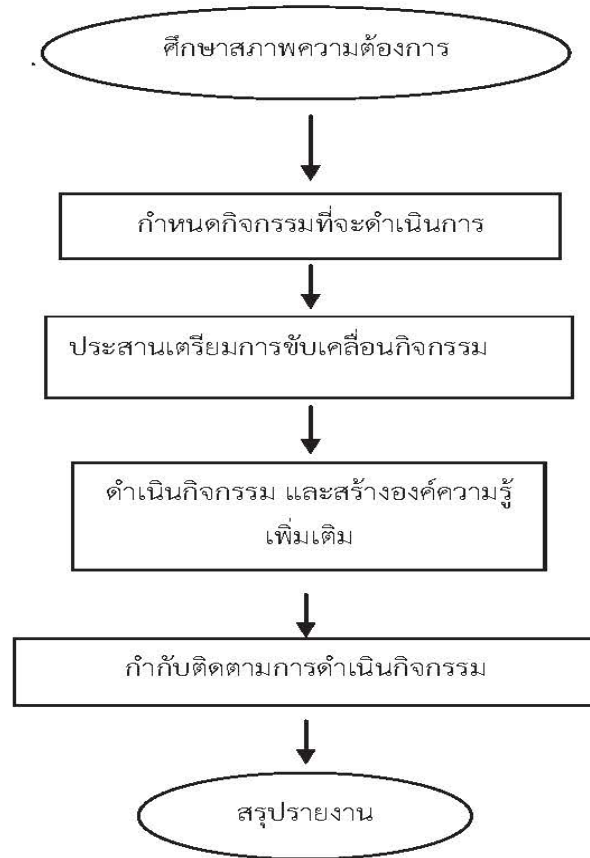 ศึกษาสภาพความต้องการ
กำหนดกิจกรรมที่จะดำเนินการ
ประสานเตรียมการขับเคลื่อนกิจกรรม
ดำเนินกิจกรรม และสร้างองค์ความรู้
เพิ่มเติม
กำกับติดตามการดำเนินกิจกรรม
สรุปรายงาน